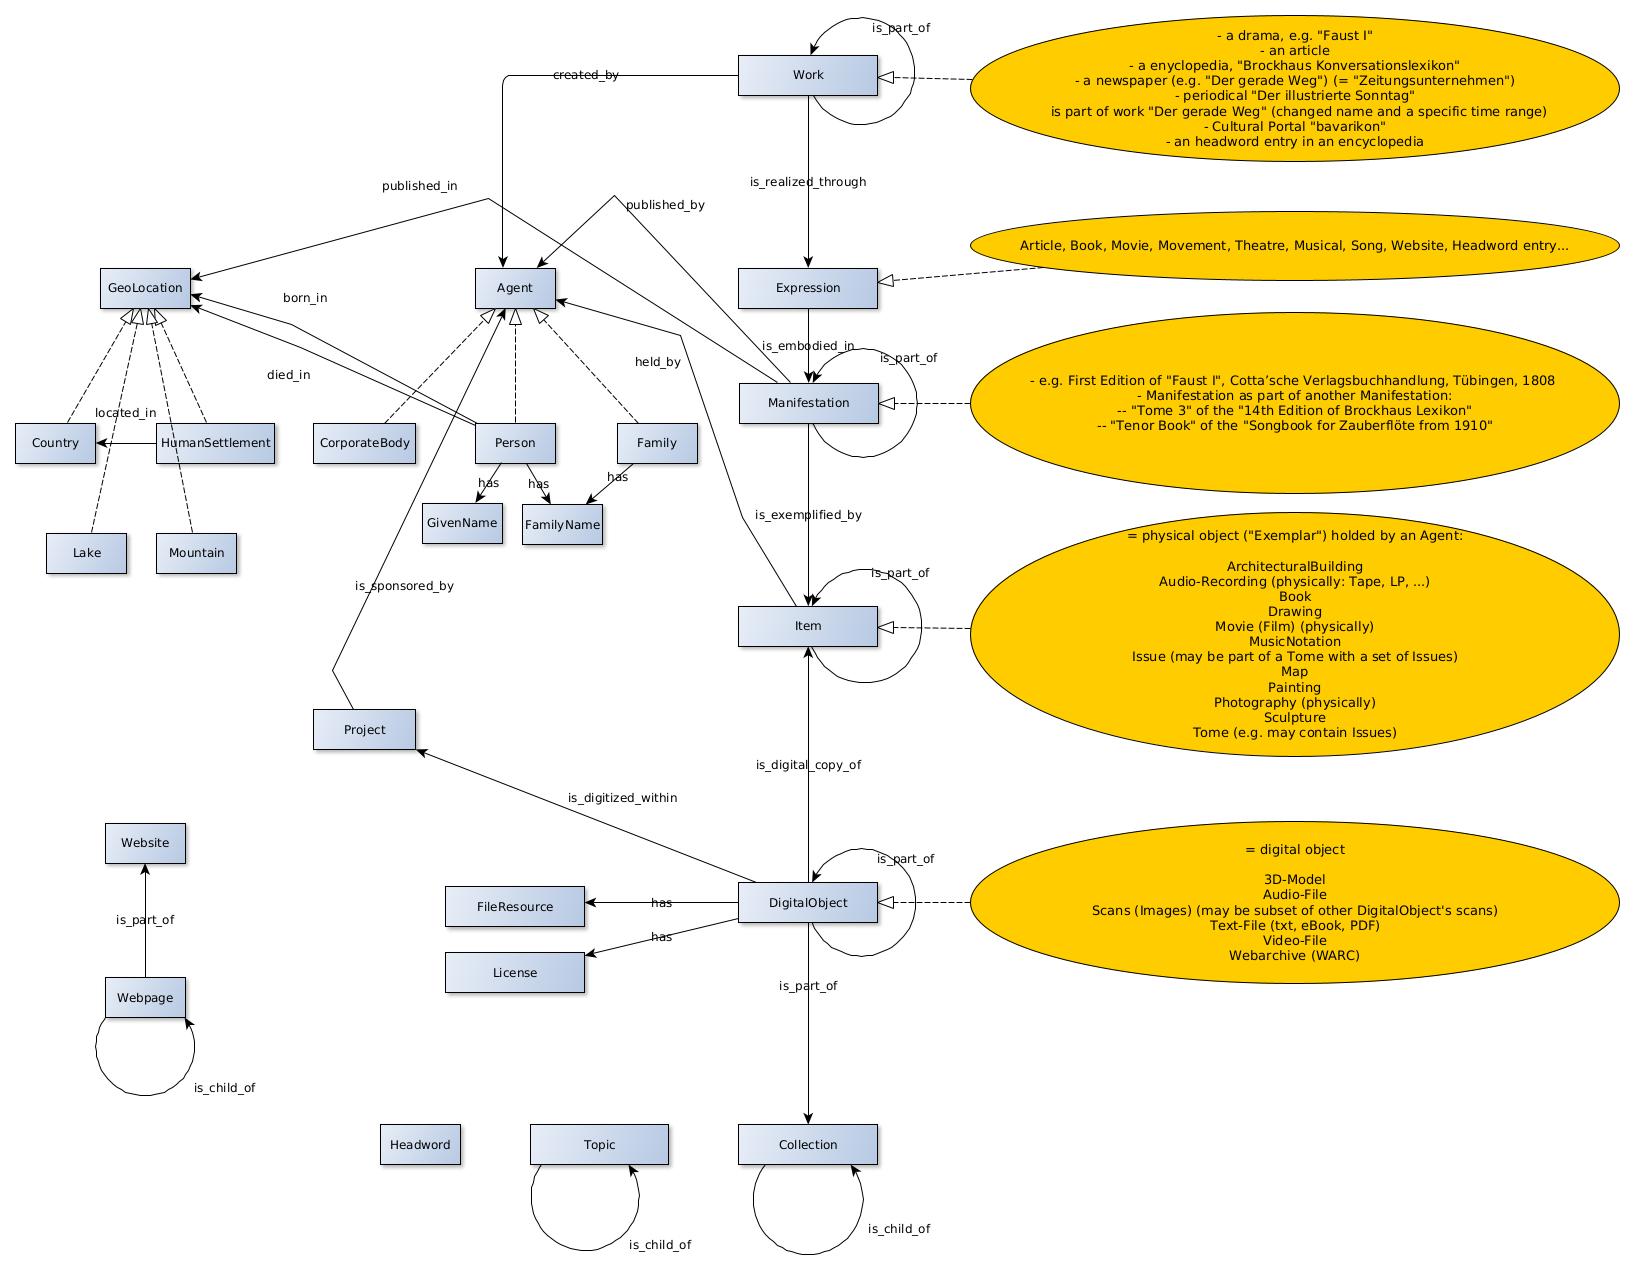 is_part_of
Work
created_by
- a drama, e.g. "Faust I"
- an article
- a enyclopedia, "Brockhaus Konversationslexikon"
- a newspaper (e.g. "Der gerade Weg") (= "Zeitungsunternehmen")
- periodical "Der illustrierte Sonntag"
is part of work "Der gerade Weg" (changed name and a specific time range)
- Cultural Portal "bavarikon"
- an headword entry in an encyclopedia
is_realized_through
published_in
published_by
Article, Book, Movie, Movement, Theatre, Musical, Song, Website, Headword entry...
GeoLocation
Agent
Expression
born_in
is_embodied_in
is_part_of
held_by
died_in
Manifestation
- e.g. First Edition of "Faust I", Cotta’sche Verlagsbuchhandlung, Tübingen, 1808
- Manifestation as part of another Manifestation:
-- "Tome 3" of the "14th Edition of Brockhaus Lexikon"
-- "Tenor Book" of the "Songbook for Zauberflöte from 1910"
located_in
Country
HumanSettlement
CorporateBody
Person
Family
has
has
has
GivenName
FamilyName
is_exemplified_by
Lake
Mountain
is_sponsored_by
is_part_of
Item
= physical object ("Exemplar") holded by an Agent:
ArchitecturalBuilding
Audio-Recording (physically: Tape, LP, ...)
Book
Drawing
Movie (Film) (physically)
MusicNotation
Issue (may be part of a Tome with a set of Issues)
Map
Painting
Photography (physically)
Sculpture
Tome (e.g. may contain Issues)
Project
is_digital_copy_of
is_digitized_within
Website
is_part_of
is_part_of
DigitalObject
= digital object
3D-Model
Audio-File
Scans (Images) (may be subset of other DigitalObject's scans)
Text-File (txt, eBook, PDF)
Video-File
Webarchive (WARC)
FileResource
has
has
License
is_part_of
Webpage
is_child_of
Headword
Topic
Collection
is_child_of
is_child_of